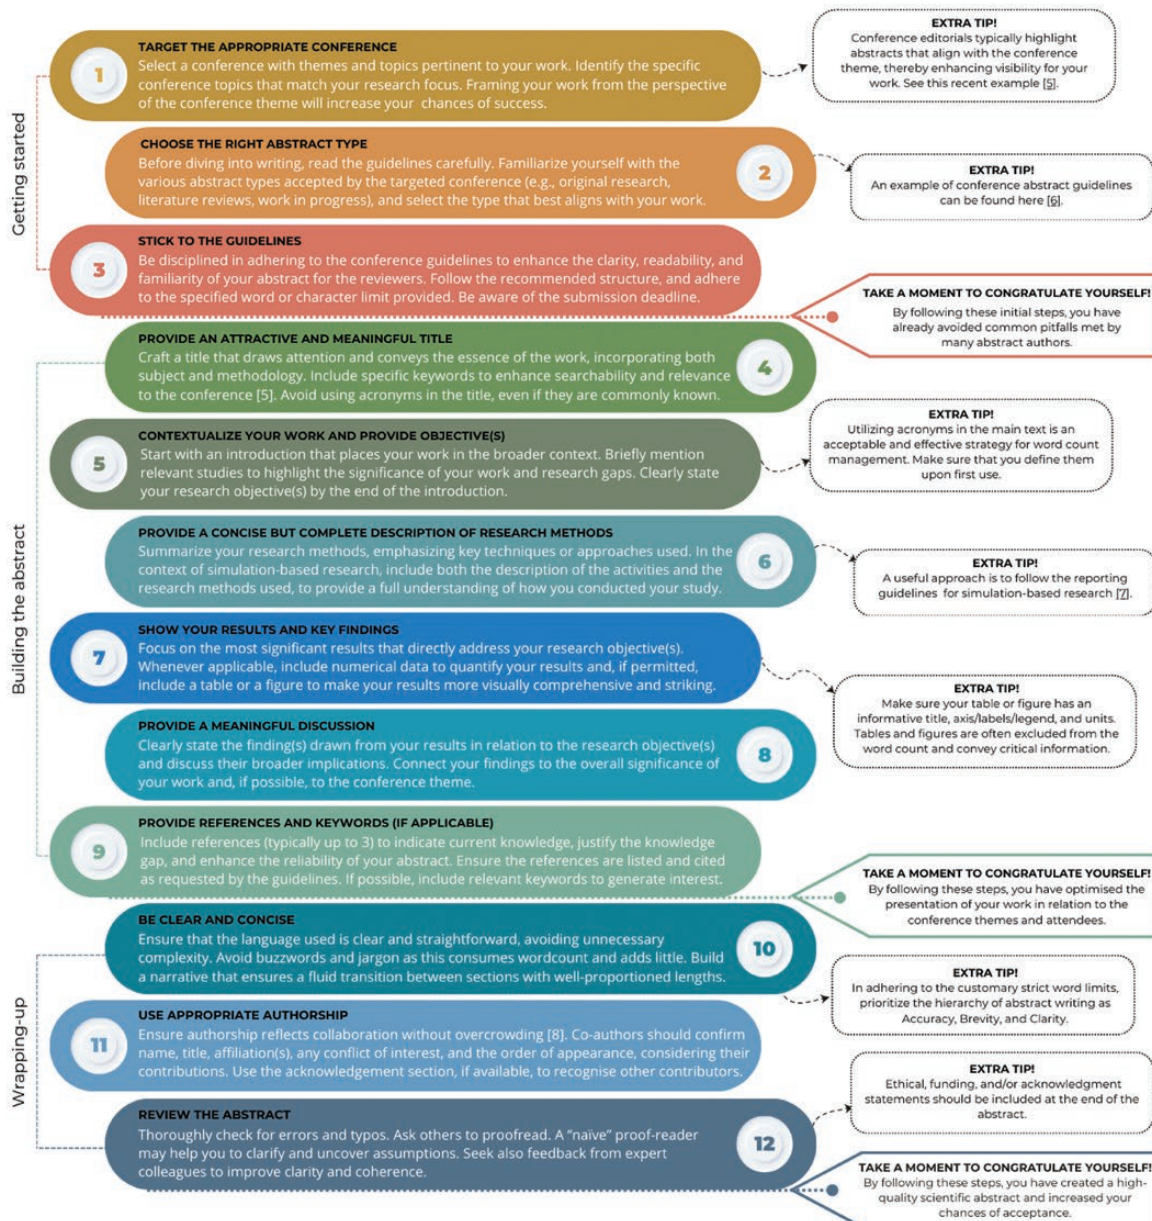 Getting started
1
TARGET THE APPROPRIATE CONFERENCE
Select a conference with themes and topics pertinent to your work. Identify the specific
conference topics that match your research focus. Framing your work from the perspective
of the conference theme will increase your chances of success.
EXTRA TIP!
Conference editorials typically highlight
abstracts that align with the conference
theme, thereby enhancing visibility for your
work. See this recent example [5].
CHOOSE THE RIGHT ABSTRACT TYPE
Before diving into writing, read the guidelines carefully. Familiarize yourself with the
various abstract types accepted by the targeted conference (e.g., original research,
literature reviews, work in progress), and select the type that best aligns with your work.
2
EXTRA TIP!
An example of conference abstract guidelines
can be found here [6].
3
STICK TO THE GUIDELINES
Be disciplined in adhering to the conference guidelines to enhance the clarity, readability, and
familiarity of your abstract for the reviewers. Follow the recommended structure, and adhere
to the specified word or character limit provided. Be aware of the submission deadline.
TAKE A MOMENT TO CONGRATULATE YOURSELF!
By following these initial steps, you have
already avoided common pitfalls met by
many abstract authors.
Building the abstract
PROVIDE AN ATTRACTIVE AND MEANINGFUL TITLE
Craft a title that draws attention and conveys the essence of the work, incorporating both
subject and methodology. Include specific keywords to enhance searchability and relevance
to the conference [5]. Avoid using acronyms in the title, even if they are commonly known.
4
5
CONTEXTUALIZE YOUR WORK AND PROVIDE OBJECTIVE(S)
Start with an introduction that places your work in the broader context. Briefly mention
relevant studies to highlight the significance of your work and research gaps. Clearly state
your research objective(s) by the end of the introduction.
EXTRA TIP!
Utilizing acronyms in the main text is an
acceptable and effective strategy for word count
management. Make sure that you define them
upon first use.
PROVIDE A CONCISE BUT COMPLETE DESCRIPTION OF RESEARCH METHODS
Summarize your research methods, emphasizing key techniques or approaches used. In the
context of simulation-based research, include both the description of the activities and the
research methods used, to provide a full understanding of how you conducted your study.
6
EXTRA TIP!
A useful approach is to follow the reporting
guidelines for simulation-based research [7].
7
SHOW YOUR RESULTS AND KEY FINDINGS
Focus on the most significant results that directly address your research objective(s).
Whenever applicable, include numerical data to quantify your results and, if permitted,
include a table or a figure to make your results more visually comprehensive and striking.
EXTRA TIP!
Make sure your table or figure has an
informative title, axis/labels/legend, and units.
Tables and figures are often excluded from the
word count and convey critical information.
PROVIDE A MEANINGFUL DISCUSSION
Clearly state the finding(s) drawn from your results in relation to the research objective(s)
and discuss their broader implications. Connect your findings to the overall significance of
your work and, if possible, to the conference theme.
8
9
PROVIDE REFERENCES AND KEYWORDS (IF APPLICABLE)
Include references (typically up to 3) to indicate current knowledge, justify the knowledge
gap, and enhance the reliability of your abstract. Ensure the references are listed and cited
as requested by the guidelines. If possible, include relevant keywords to generate interest.
TAKE A MOMENT TO CONGRATULATE YOURSELF!
By following these steps, you have optimised the
presentation of your work in relation to the
conference themes and attendees.
Wrapping-up
BE CLEAR AND CONCISE
Ensure that the language used is clear and straightforward, avoiding unnecessary
complexity. Avoid buzzwords and jargon as this consumes wordcount and adds little. Build
a narrative that ensures a fluid transition between sections with well-proportioned lengths.
10
EXTRA TIP!
In adhering to the customary strict word limits,
prioritize the hierarchy of abstract writing as
Accuracy, Brevity, and Clarity.
11
USE APPROPRIATE AUTHORSHIP
Ensure authorship reflects collaboration without overcrowding [8]. Co-authors should confirm
name, title, affiliation(s), any conflict of interest, and the order of appearance, considering their
contributions. Use the acknowledgement section, if available, to recognise other contributors.
EXTRA TIP!
Ethical, funding, and/or acknowledgment
statements should be included at the end of the
abstract.
REVIEW THE ABSTRACT
Thoroughly check for errors and typos. Ask others to proofread. A “naïve” proof-reader
may help you to clarify and uncover assumptions. Seek also feedback from expert
colleagues to improve clarity and coherence.
12
TAKE A MOMENT TO CONGRATULATE YOURSELF!
By following these steps, you have created a high-
quality scientific abstract and increased your
chances of acceptance.